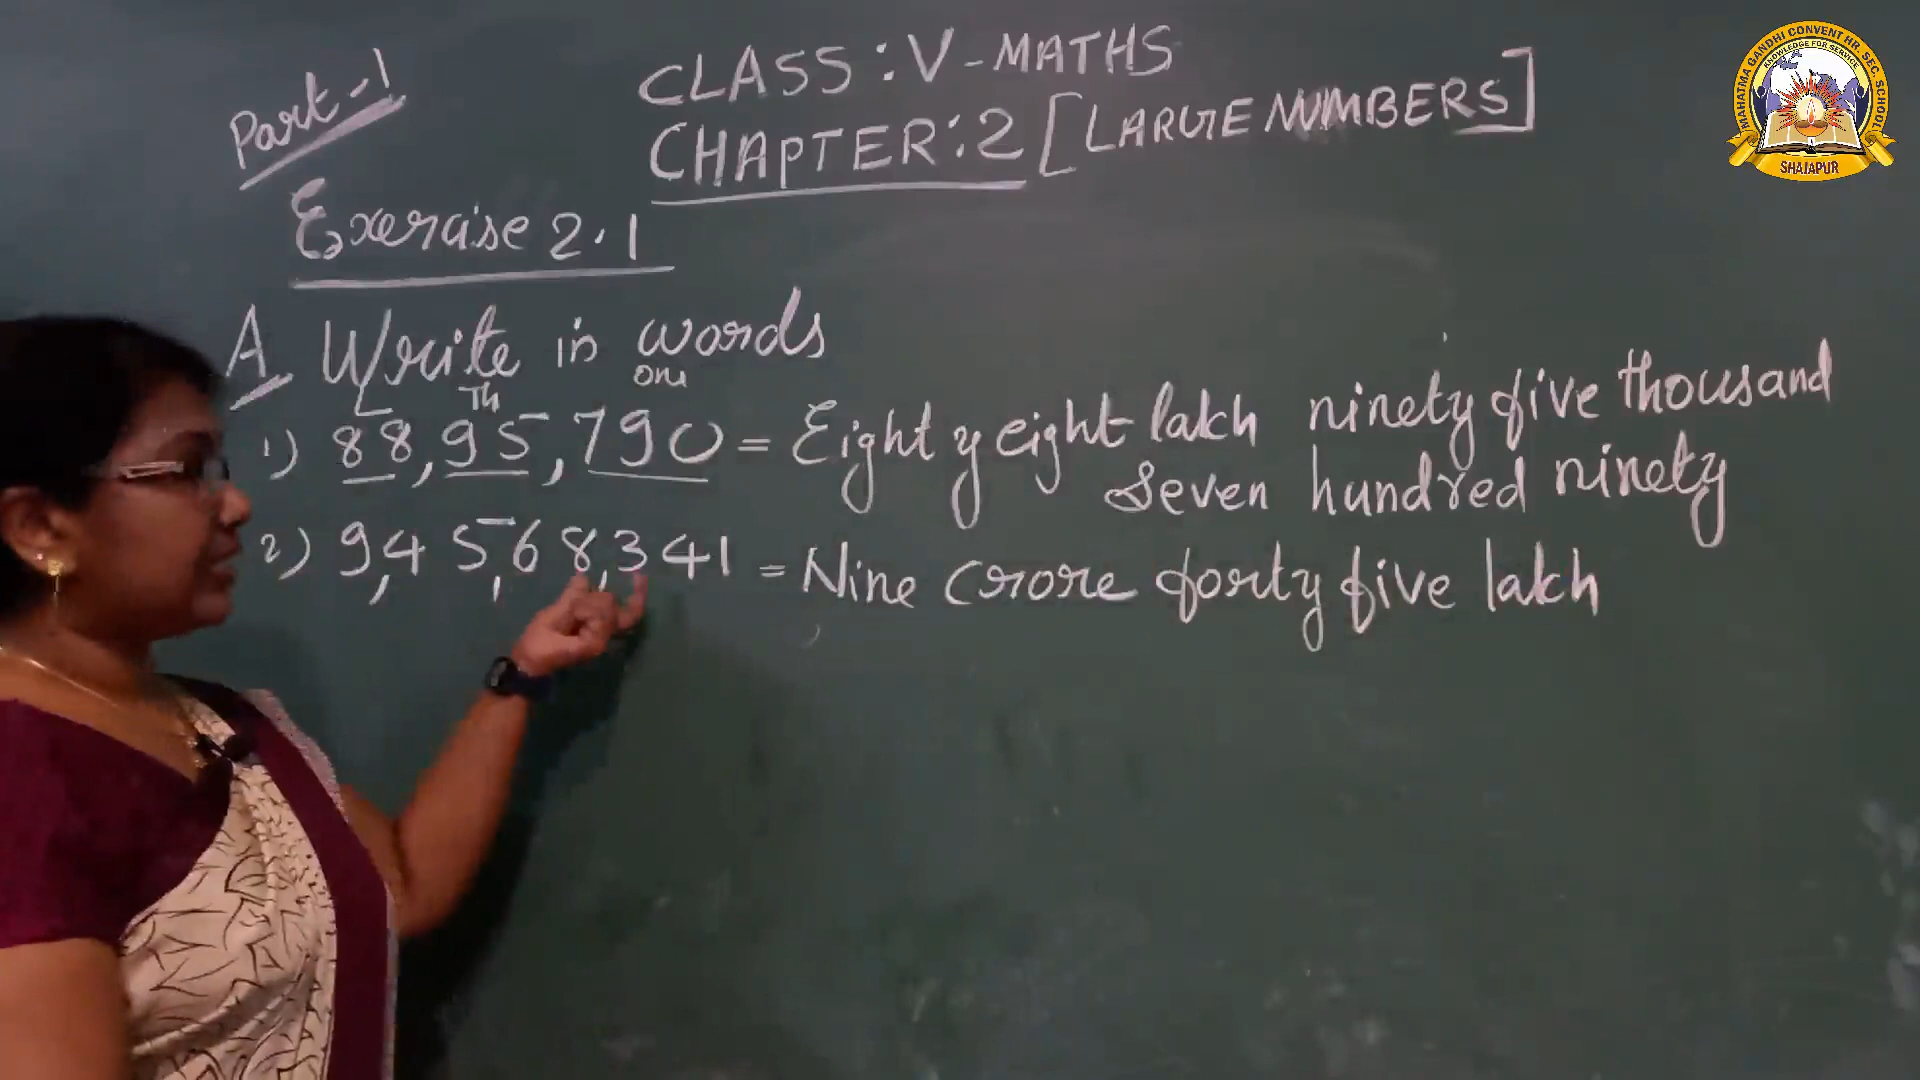 Part-1
CLASS: V-MATHS
CHAPTER:2 [LARGE NUMBERS]
Exercise 2.1
A. Write in words
L Th one
1) 88,95,790 = Eighty eight lakh ninety five thousand
seven hundred ninety
2) 9,45,68,341 = Nine crore forty five lakh
MAHATMA GANDHI CONVENT HR. SEC. SCHOOL
KNOWLEDGE FOR SERVICE
SHAJAPUR